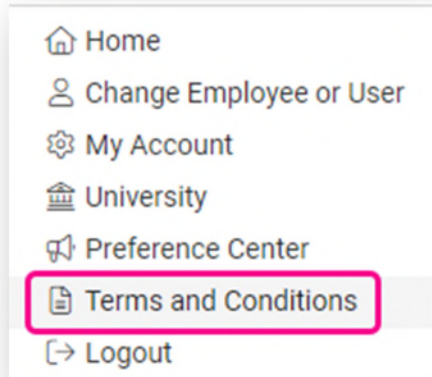 Home
Change Employee or User
My Account
University
Preference Center
Terms and Conditions
Logout